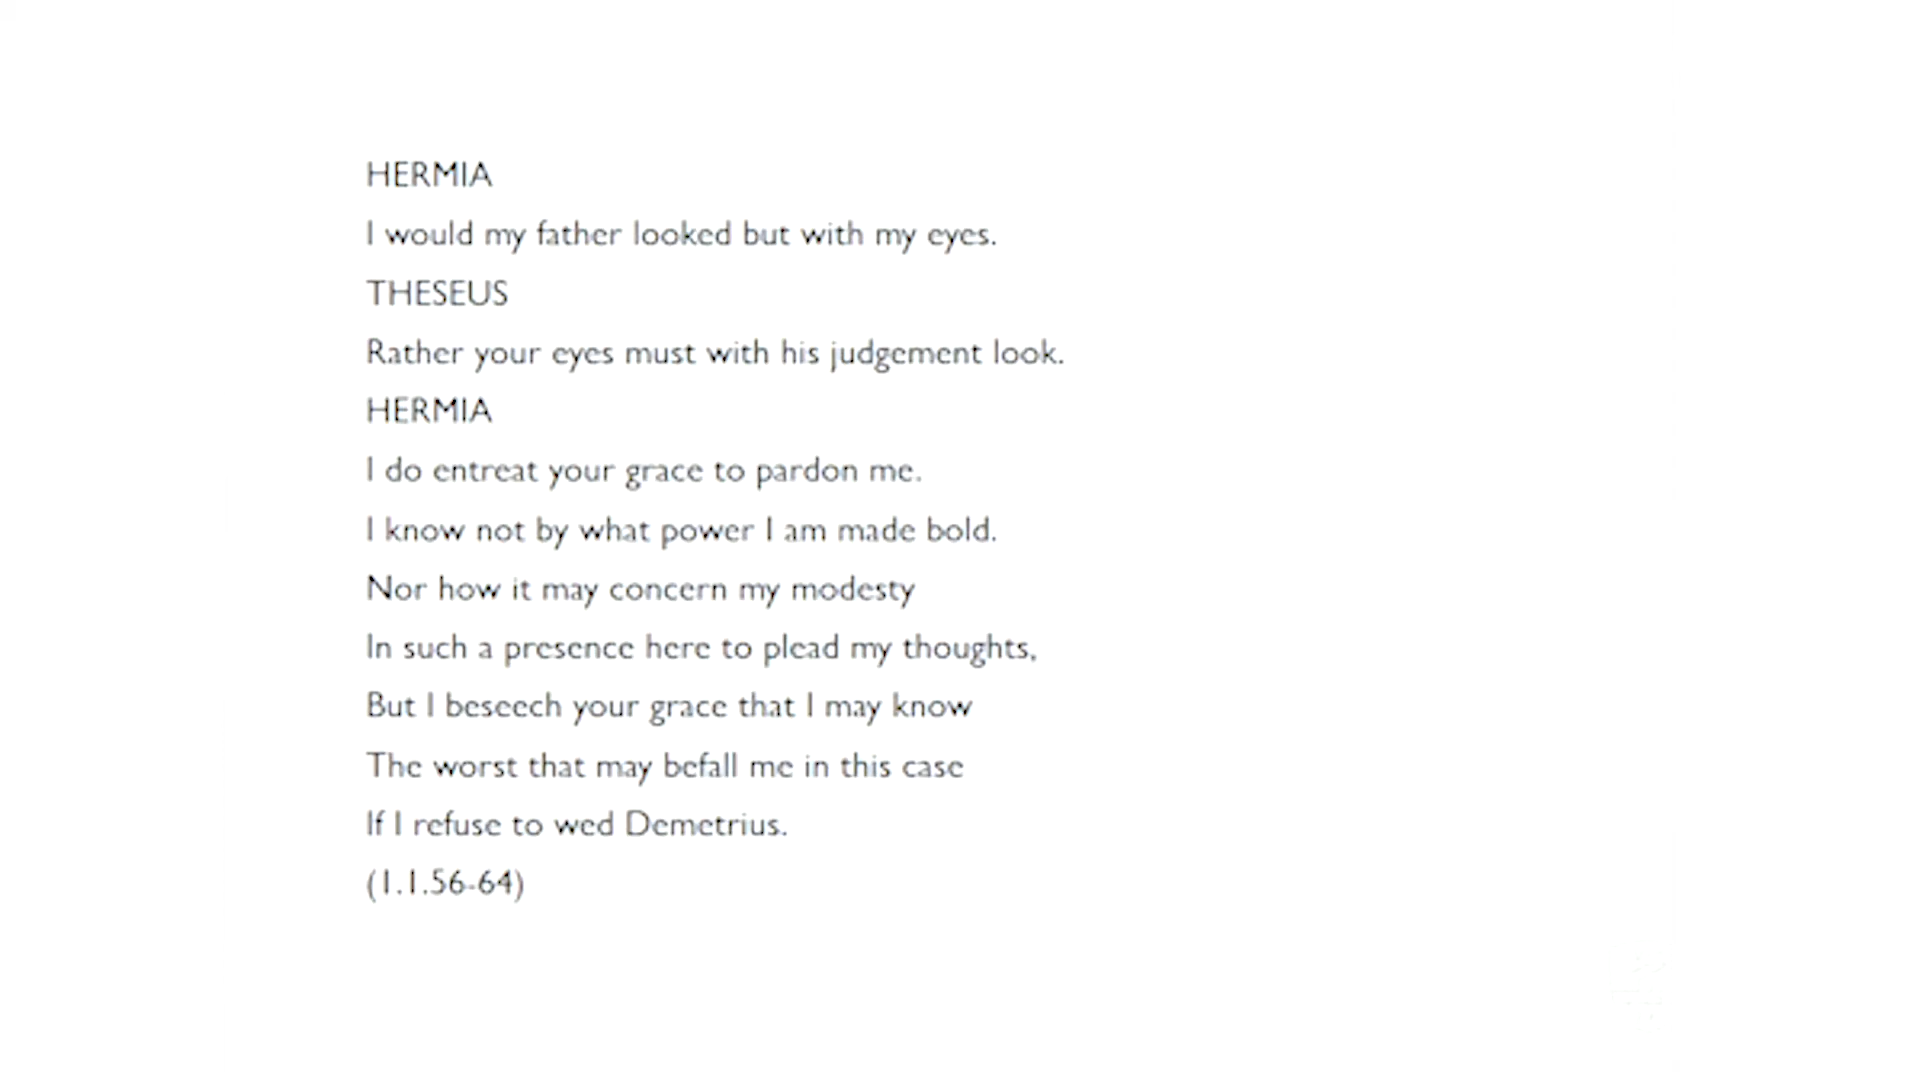 HERMIA
I would my father looked but with my eyes.
THESEUS
Rather your eyes must with his judgement look.
HERMIA
I do entreat your grace to pardon me.
I know not by what power I am made bold.
Nor how it may concern my modesty
In such a presence here to plead my thoughts,
But I beseech your grace that I may know
The worst that may befall me in this case
If I refuse to wed Demetrius.
(1.1.56-64)